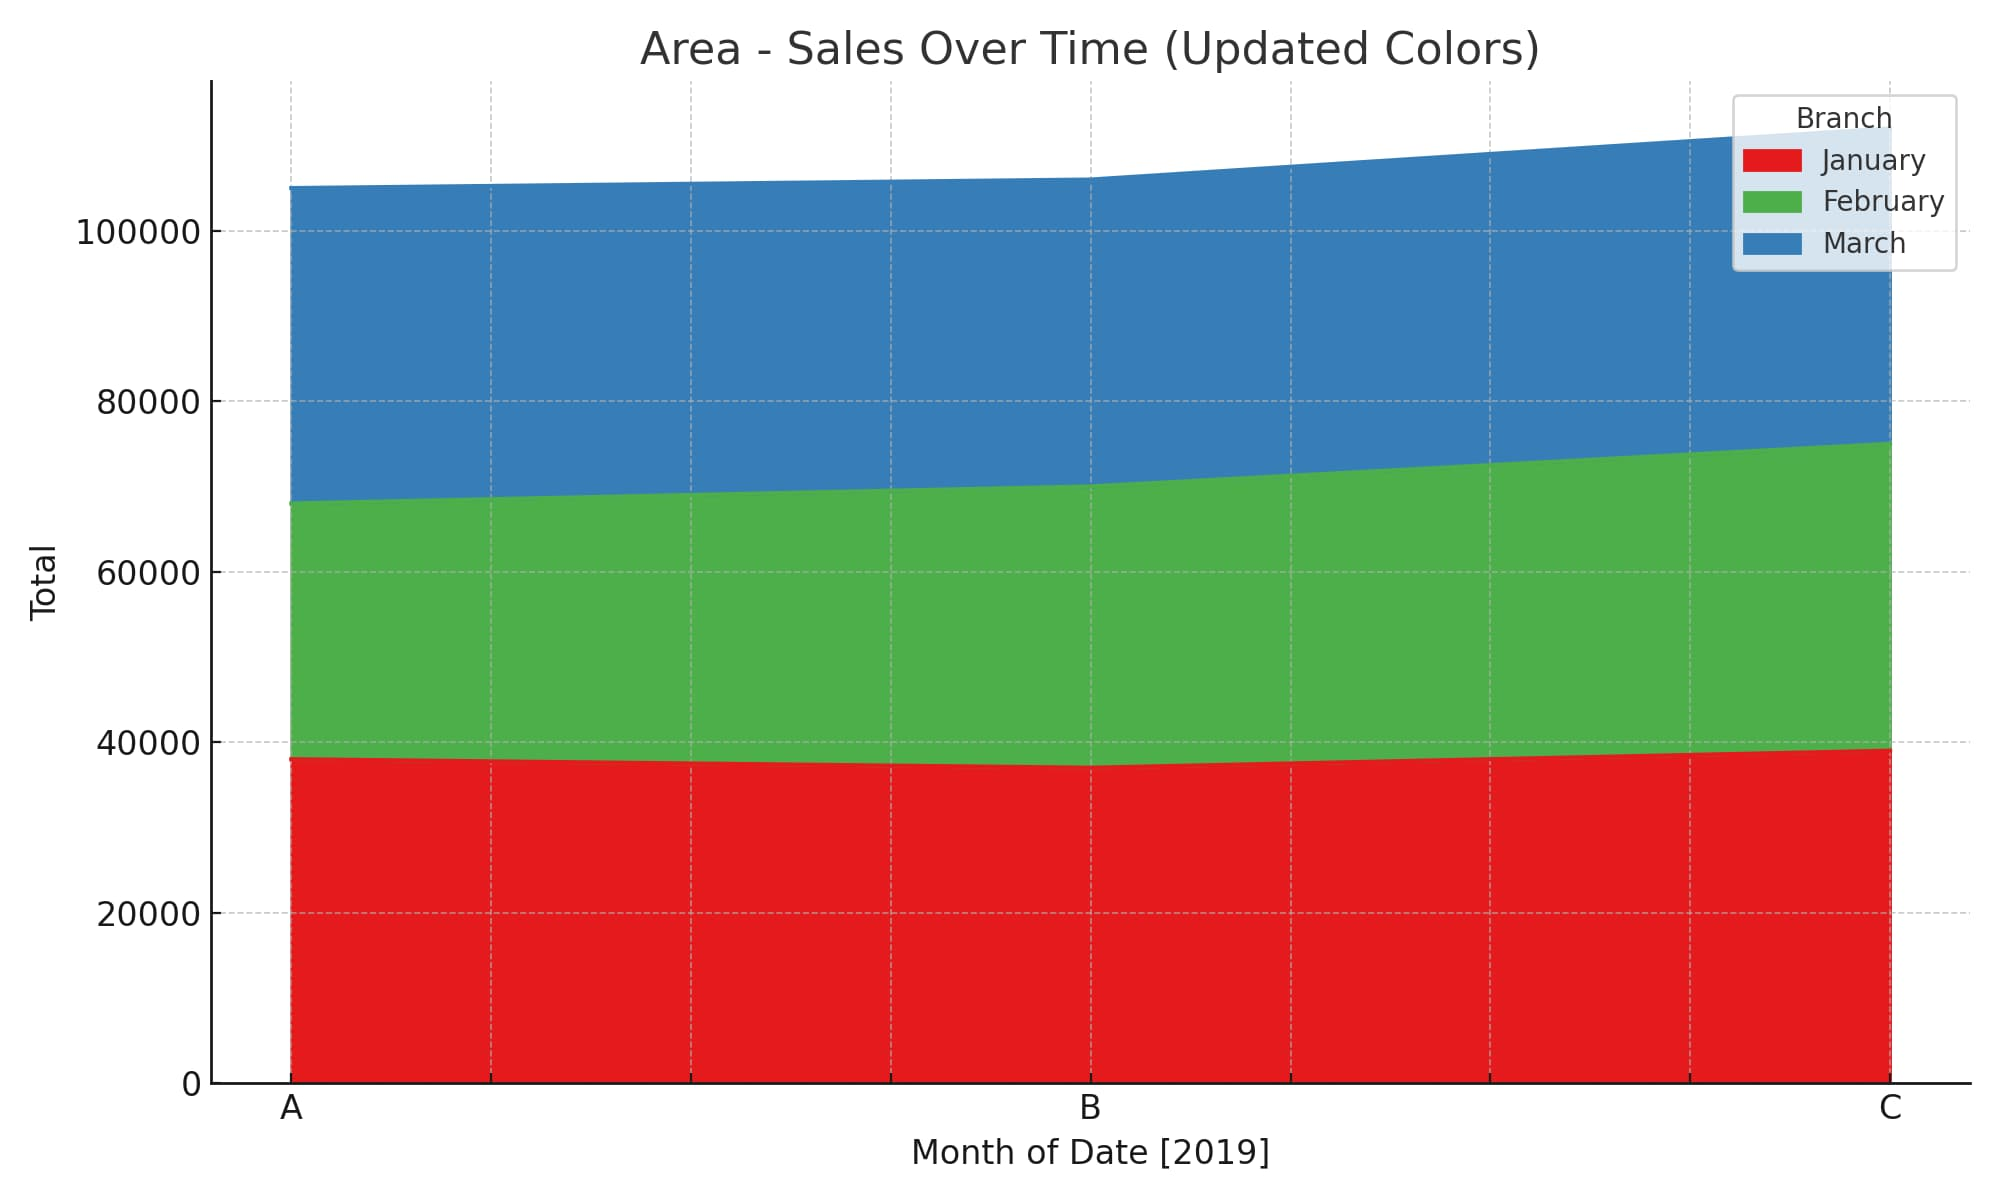 Area - Sales Over Time (Updated Colors)
Branch
January
February
March
100000
80000
60000
40000
20000
0
Total
A B C
Month of Date [2019]